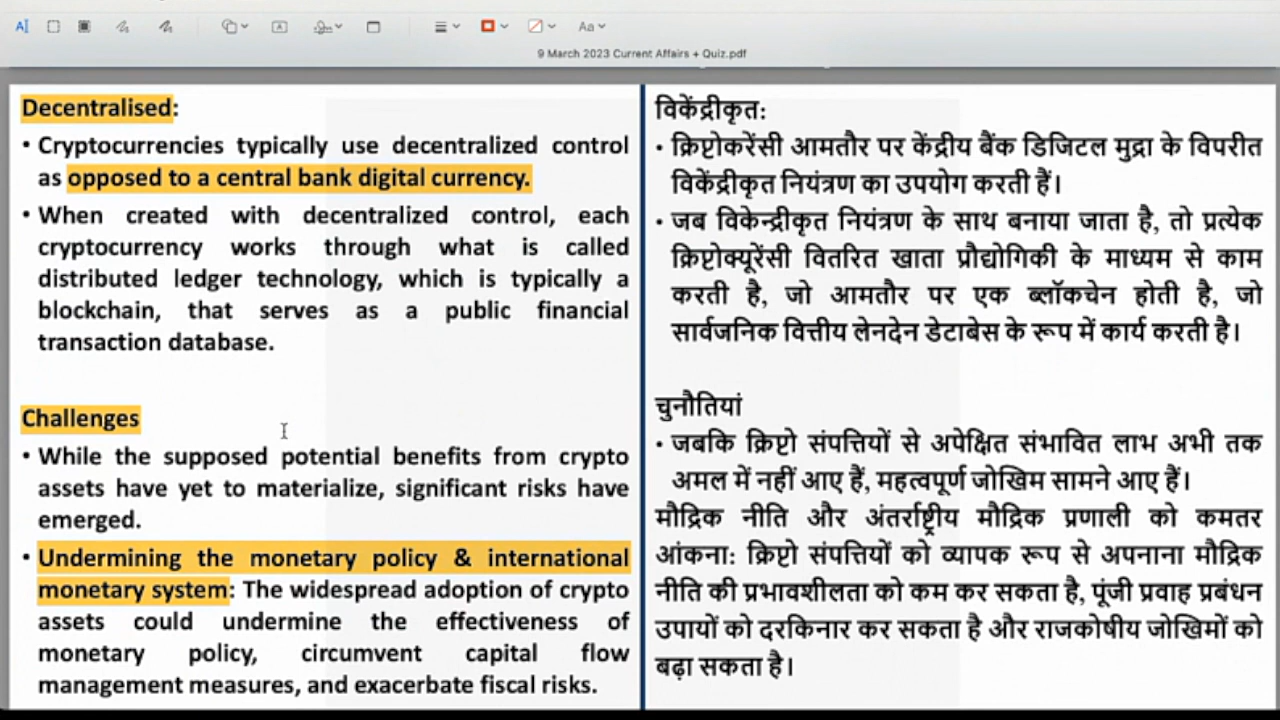 9 March 2023 Current Affairs + Quiz.pdf
Decentralised:
• Cryptocurrencies typically use decentralized control
as opposed to a central bank digital currency.
• When created with decentralized control, each
cryptocurrency works through what is called
distributed ledger technology, which is typically a
blockchain, that serves as a public financial
transaction database.
Challenges
• While the supposed potential benefits from crypto
assets have yet to materialize, significant risks have
emerged.
• Undermining the monetary policy & international
monetary system: The widespread adoption of crypto
assets could undermine the effectiveness of
monetary policy, circumvent capital flow
management measures, and exacerbate fiscal risks.
विकेंद्रीकृत:
• क्रिप्टोकरेंसी आमतौर पर केंद्रीय बैंक डिजिटल मुद्रा के विपरीत
विकेंद्रीकृत नियंत्रण का उपयोग करती हैं।
• जब विकेन्द्रीकृत नियंत्रण के साथ बनाया जाता है, तो प्रत्येक
क्रिप्टोक्यूरेंसी वितरित खाता प्रौद्योगिकी के माध्यम से काम
करती है, जो आमतौर पर एक ब्लॉकचेन होती है, जो
सार्वजनिक वित्तीय लेनदेन डेटाबेस के रूप में कार्य करती है।
चुनौतियां
• जबकि क्रिप्टो संपत्तियों से अपेक्षित संभावित लाभ अभी तक
अमल में नहीं आए हैं, महत्वपूर्ण जोखिम सामने आए हैं।
मौद्रिक नीति और अंतर्राष्ट्रीय मौद्रिक प्रणाली को कमतर
आंकना: क्रिप्टो संपत्तियों को व्यापक रूप से अपनाना मौद्रिक
नीति की प्रभावशीलता को कम कर सकता है, पूंजी प्रवाह प्रबंधन
उपायों को दरकिनार कर सकता है और राजकोषीय जोखिमों को
बढ़ा सकता है।